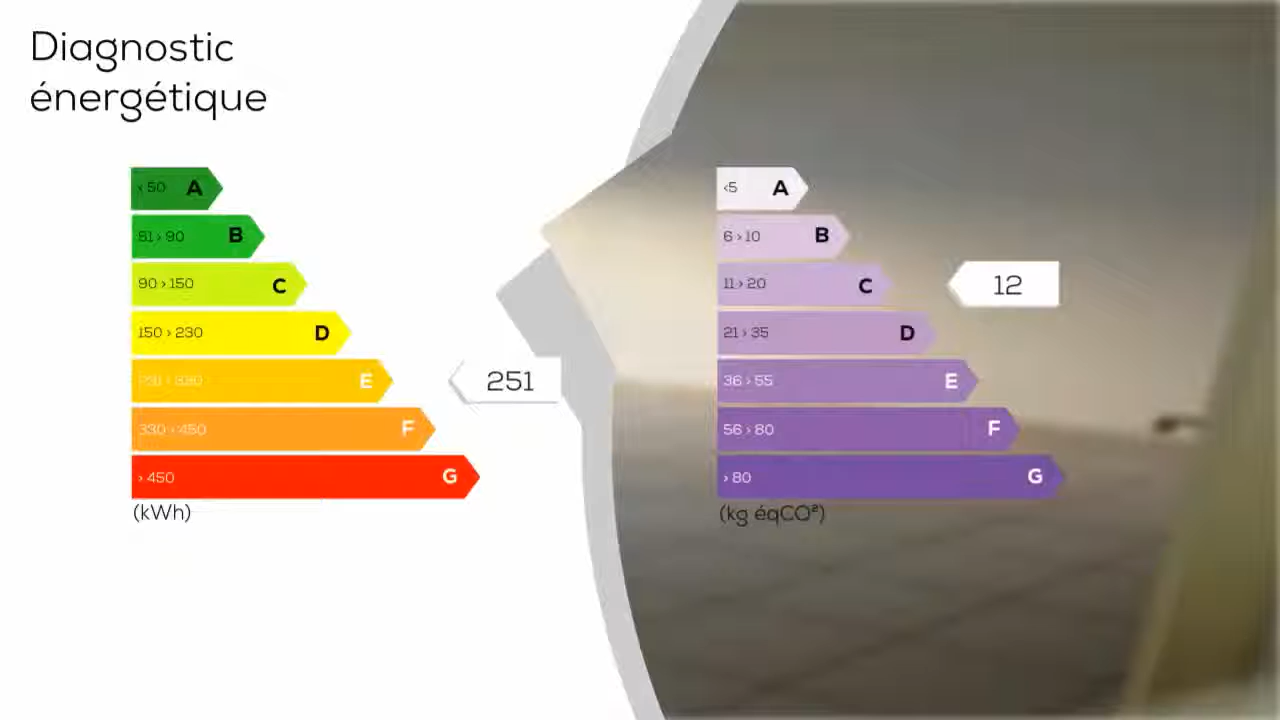 Diagnostic
énergétique
< 50 A
51 > 90 B
90 > 150 C
150 > 230 D
E
251
330 > 450 F
> 450 G
(kWh)
<5 A
6 > 10 B
11 > 20 C
12
21 > 35 D
36 > 55 E
56 > 80 F
> 80 G
(kg éqCO²)